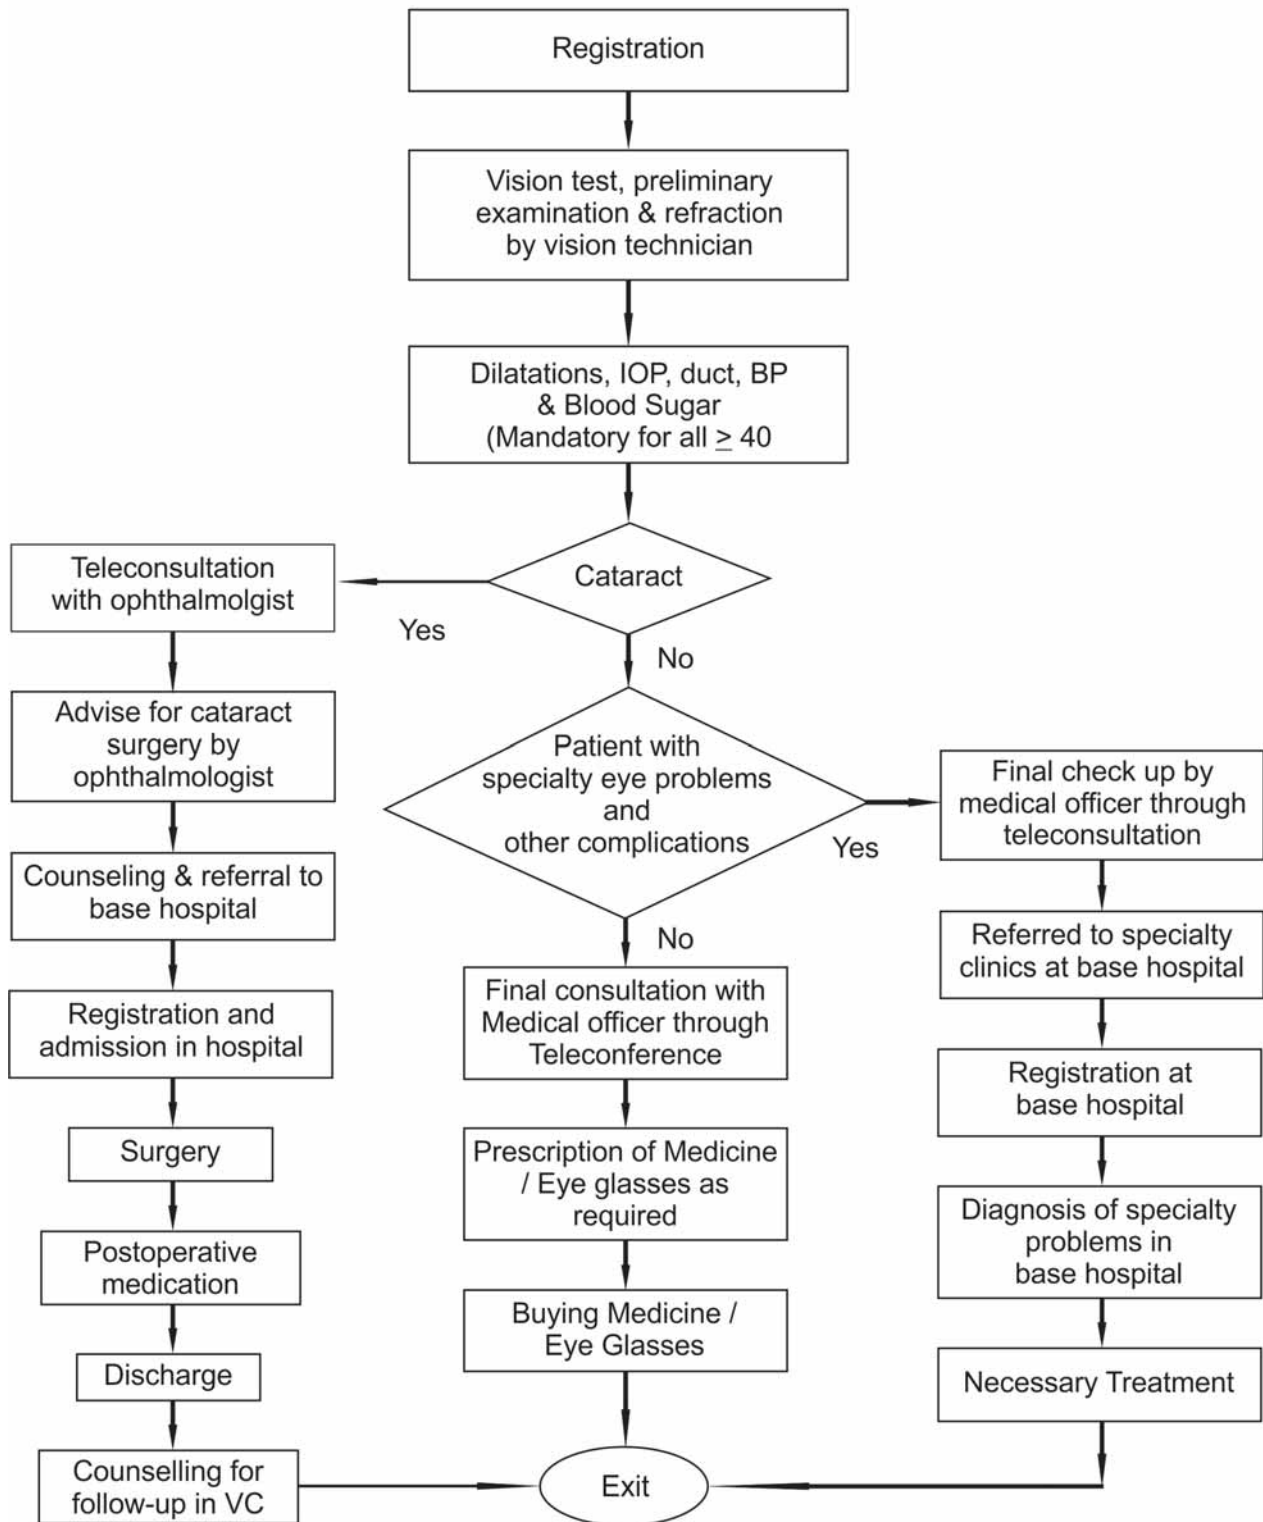 Registration
Vision test, preliminary
examination & refraction
by vision technician
Dilatations, IOP, duct, BP
& Blood Sugar
(Mandatory for all ≥ 40
Cataract
Yes
No
Teleconsultation
with ophthalmolgist
Advise for cataract
surgery by
ophthalmologist
Counseling & referral to
base hospital
Registration and
admission in hospital
Surgery
Postoperative
medication
Discharge
Counselling for
follow-up in VC
Patient with
specialty eye problems
and
other complications
Yes
No
Final consultation with
Medical officer through
Teleconference
Prescription of Medicine
/ Eye glasses as
required
Buying Medicine /
Eye Glasses
Final check up by
medical officer through
teleconsultation
Referred to specialty
clinics at base hospital
Registration at
base hospital
Diagnosis of specialty
problems in
base hospital
Necessary Treatment
Exit